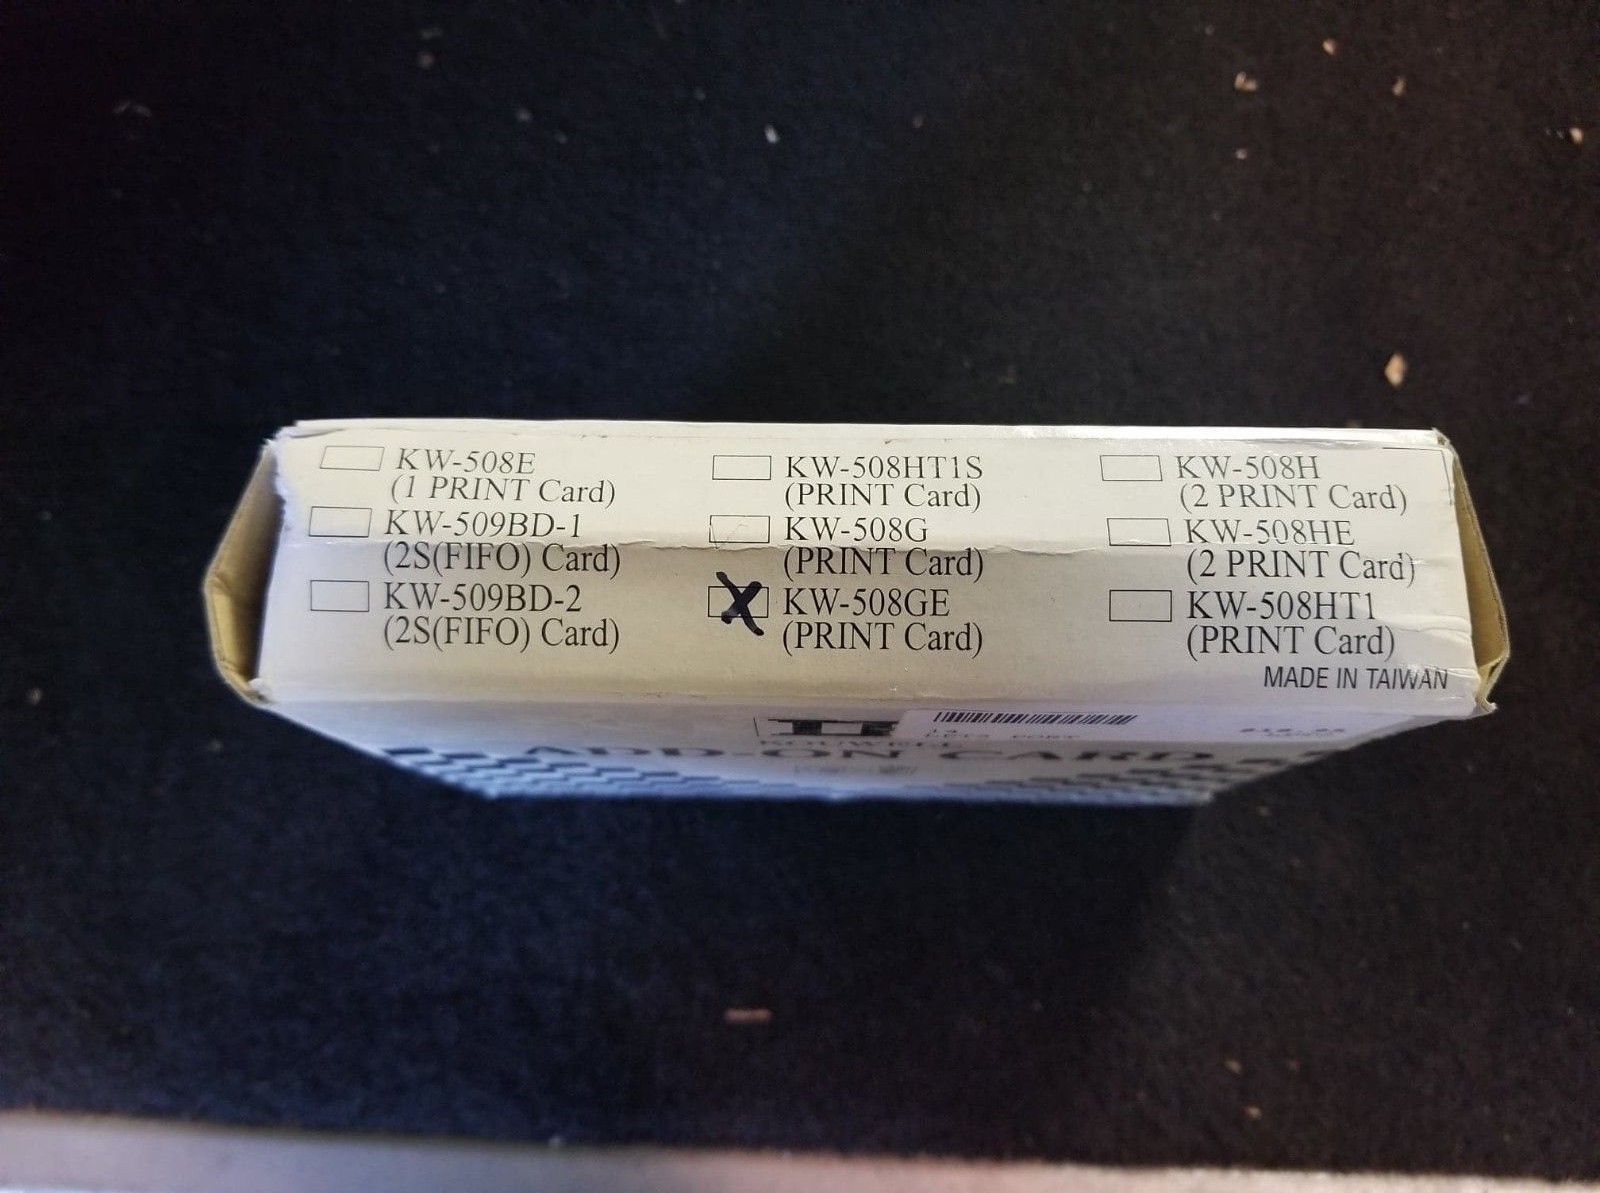 KW-508E
(1 PRINT Card)
KW-509BD-1
(2S(FIFO) Card)
KW-509BD-2
(2S(FIFO) Card)
KW-508HT1S
(PRINT Card)
KW-508G
(PRINT Card)
X KW-508GE
(PRINT Card)
KW-508H
(2 PRINT Card)
KW-508HE
(2 PRINT Card)
KW-508HT1
(PRINT Card)
MADE IN TAIWAN
KOUWELL
ADD-ON CARD